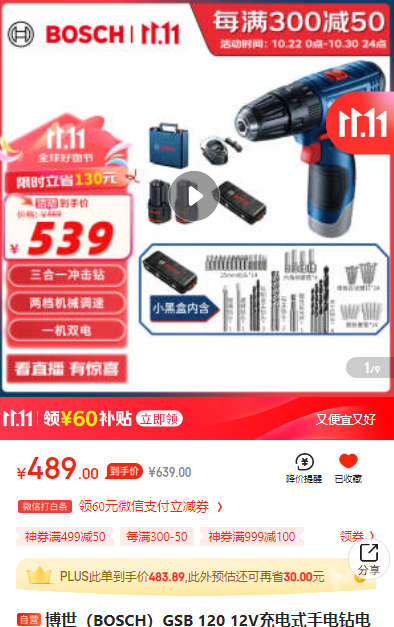 BOSCH
11.11
每满300减50
活动时间：10.22 0点-10.30 24点
11.11
11.11
全球好物节
限时立省130元
活动到手价
¥539
三合一冲击钻
两档机械调速
一机双电
看直播 有惊喜
小黑盒内含
1/9
11.11
领¥60补贴
立即领
又便宜又好
¥489.00
到手价
¥639.00
降价提醒
已收藏
微信打白条
领60元微信支付立减券
神券满499减50
每满300-50
神券满999减100
领券
分享
PLUS此单到手价483.89,此外预估还可再省30.00元
自营
博世（BOSCH）GSB 120 12V充电式手电钻电